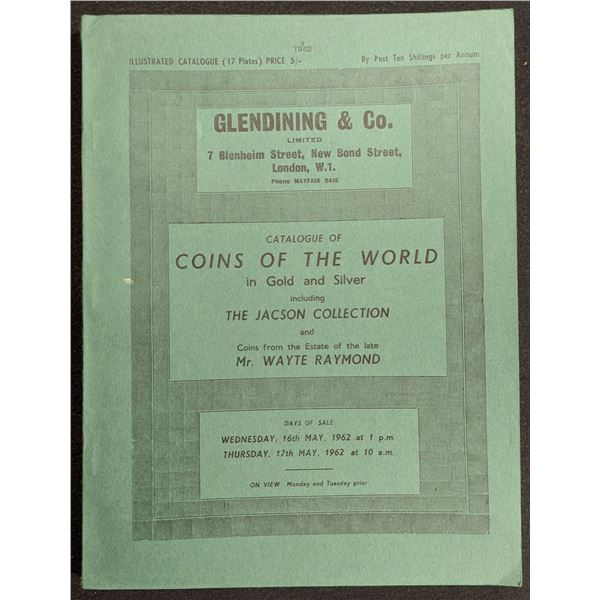 3
1962
ILLUSTRATED CATALOGUE (17 Plates) PRICE 5/-
By Post Ten Shillings per Annum
GLENDINING & Co.
LIMITED
7 Blenheim Street, New Bond Street,
London, W.1.
Phone MAYFAIR 0416
CATALOGUE OF
COINS OF THE WORLD
in Gold and Silver
including
THE JACSON COLLECTION
and
Coins from the Estate of the late
Mr. WAYTE RAYMOND
DAYS OF SALE
WEDNESDAY, 16th MAY, 1962 at 1 p.m.
THURSDAY, 17th MAY, 1962 at 10 a.m.
ON VIEW Monday and Tuesday prior